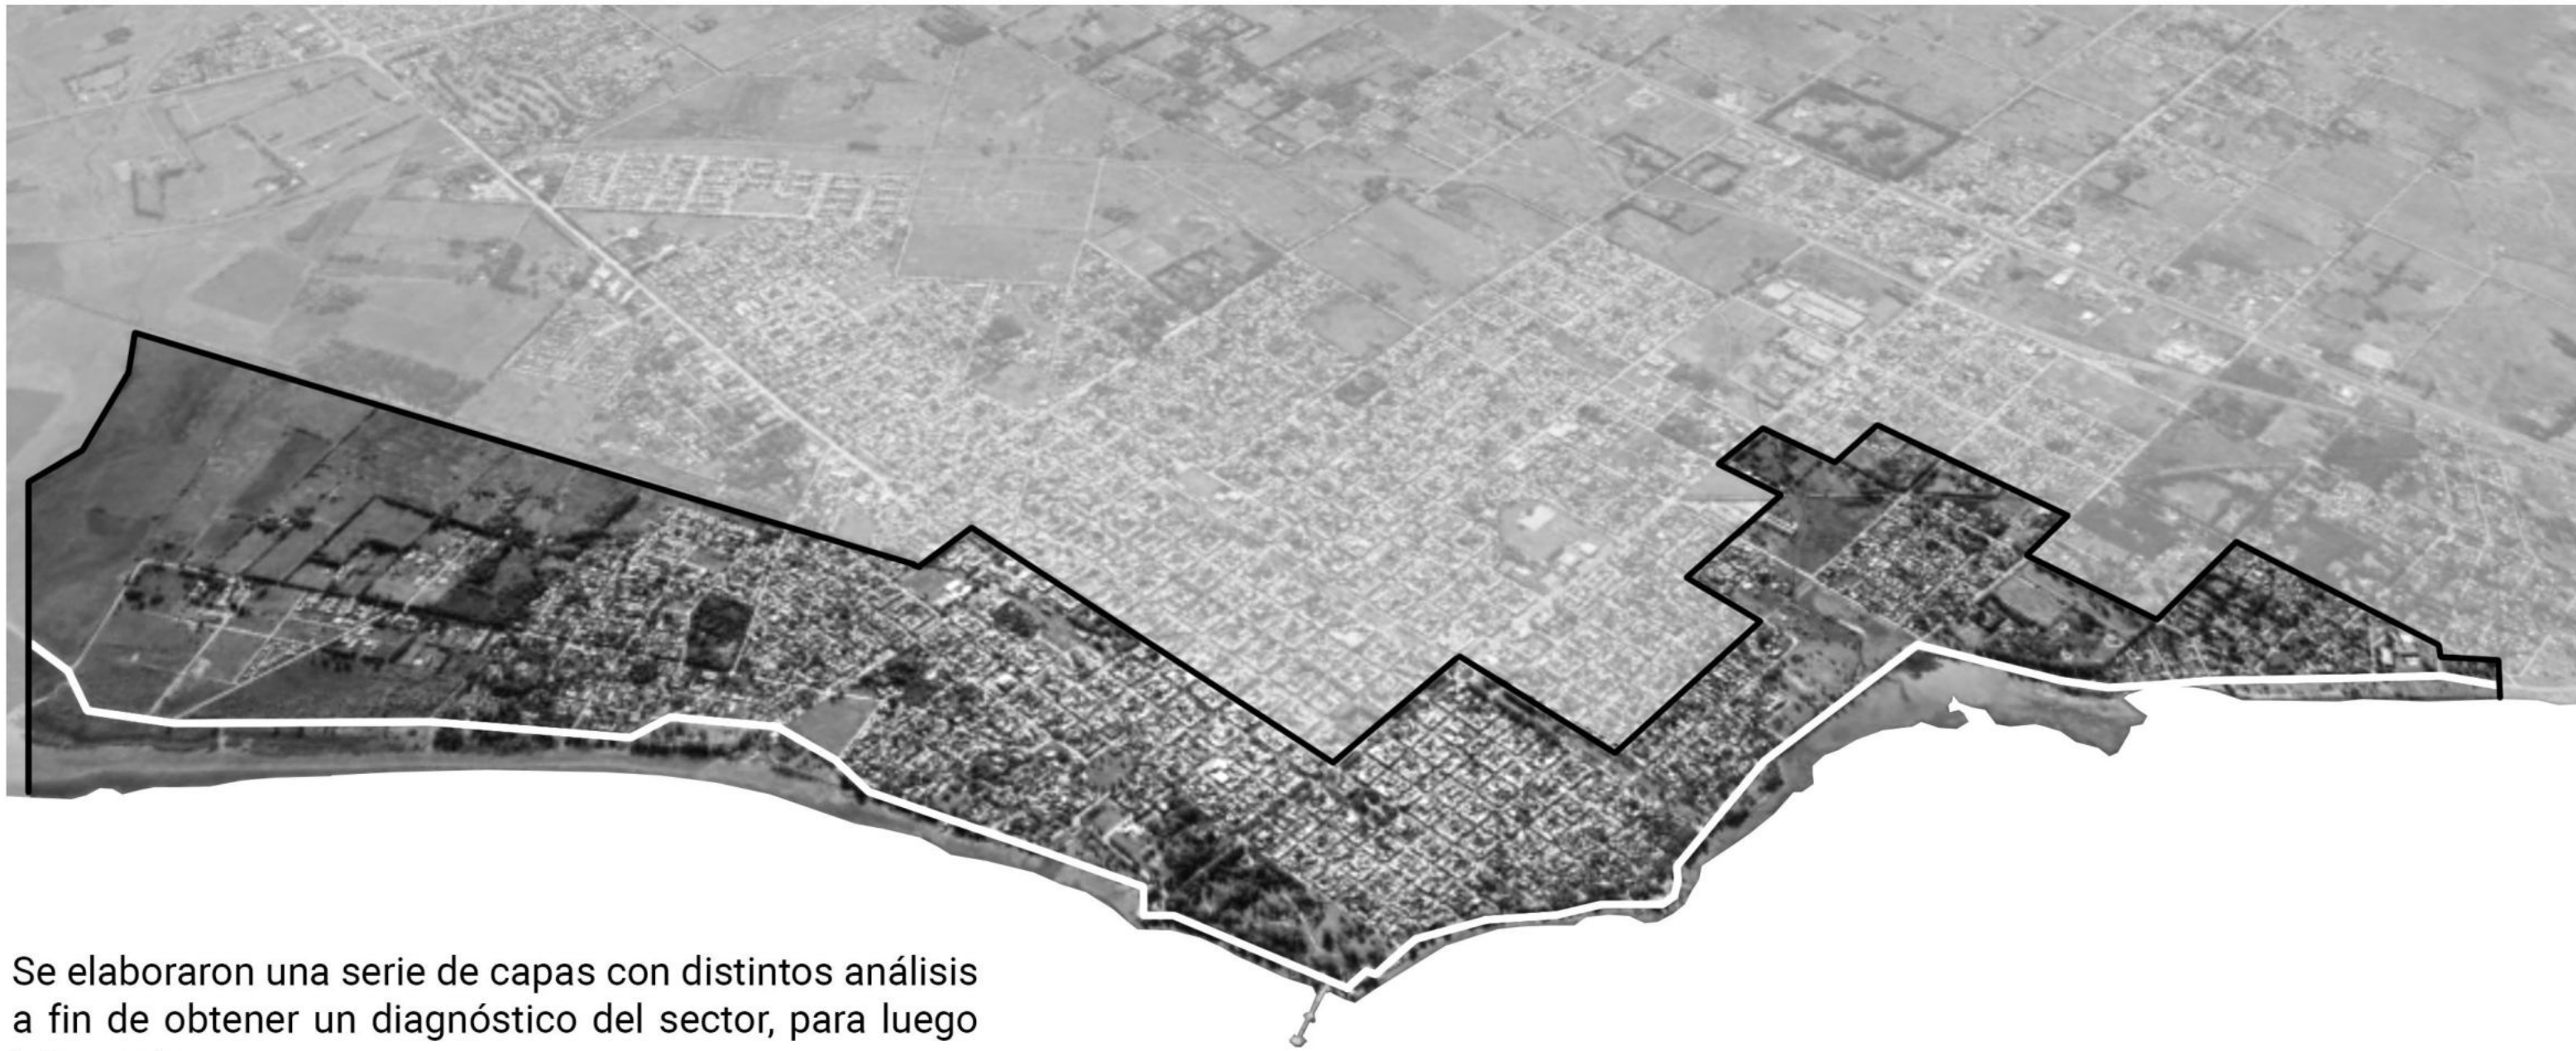 Se elaboraron una serie de capas con distintos análisis
a fin de obtener un diagnóstico del sector, para luego